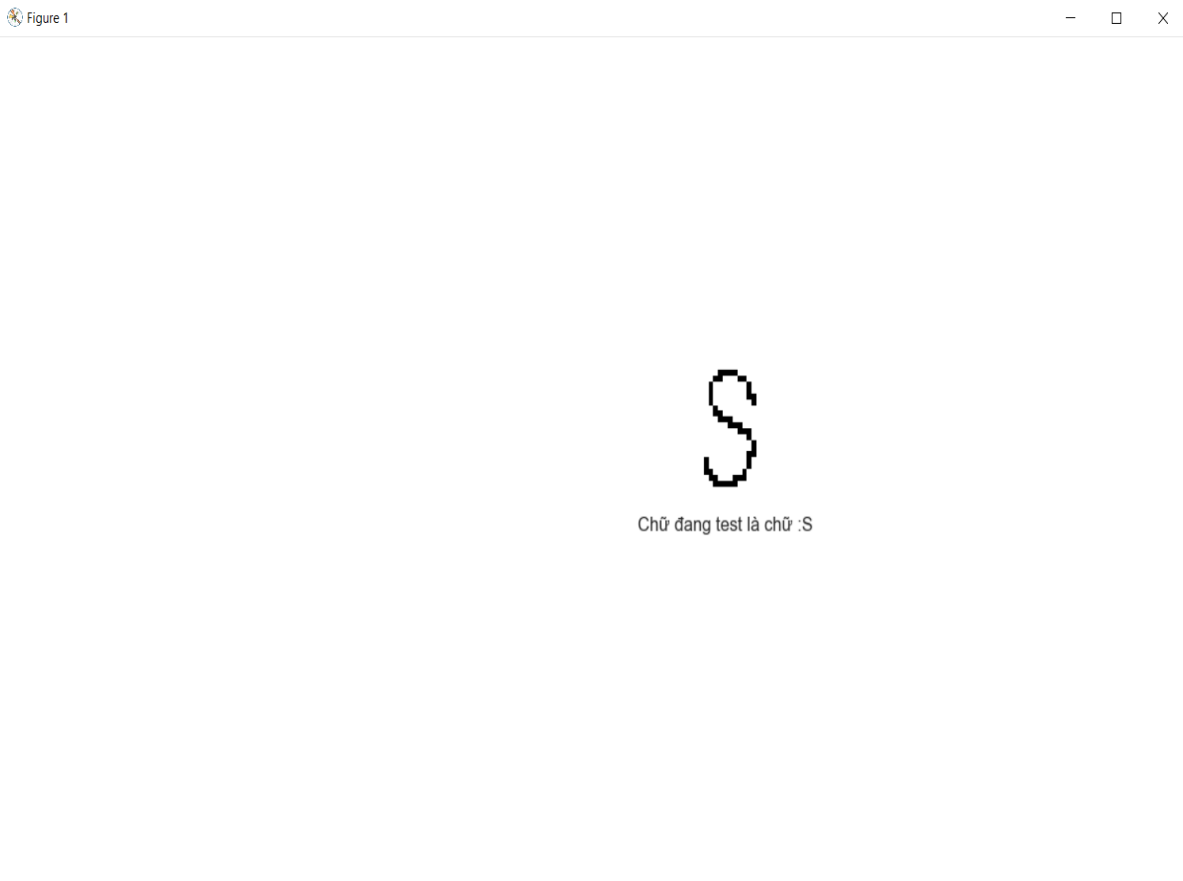 Figure 1
S
Chữ đang test là chữ :S